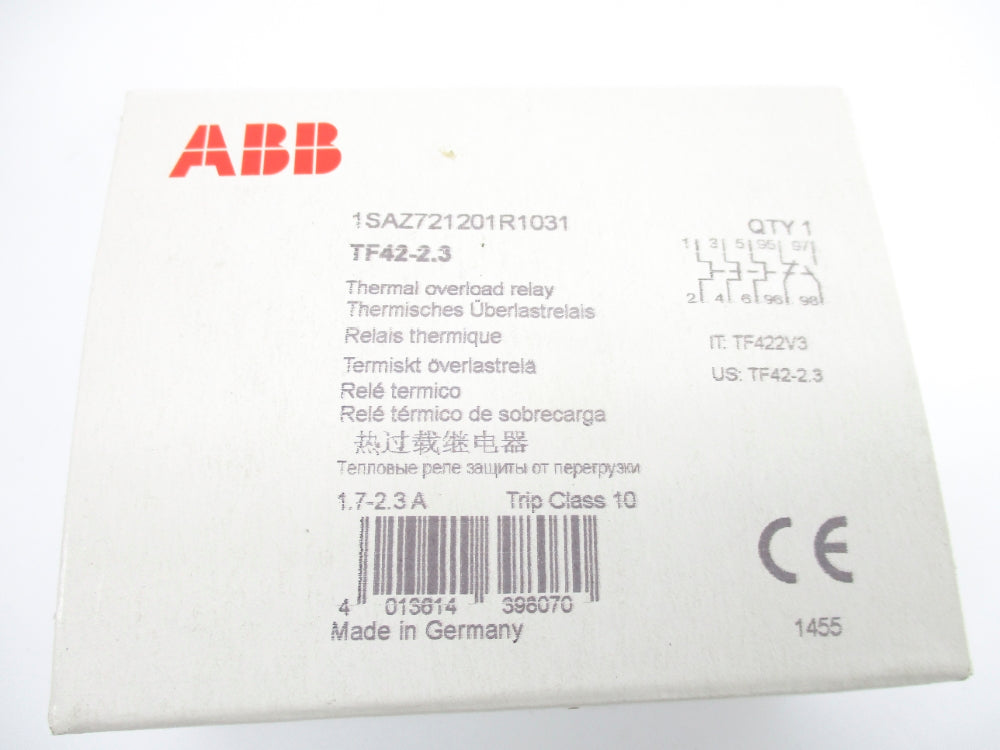 ABB
1SAZ721201R1031
TF42-2.3
QTY 1
1 3 5 95 97
2 4 6 96 98
Thermal overload relay
Thermisches Überlastrelais
Relais thermique
IT: TF422V3
Termiskt överlastrelä
US: TF42-2.3
Relé termico
Relé térmico de sobrecarga
热过载继电器
Тепловые реле защиты от перегрузки
1.7-2.3 A Trip Class 10
4 013614 396070
CE
Made in Germany
1455